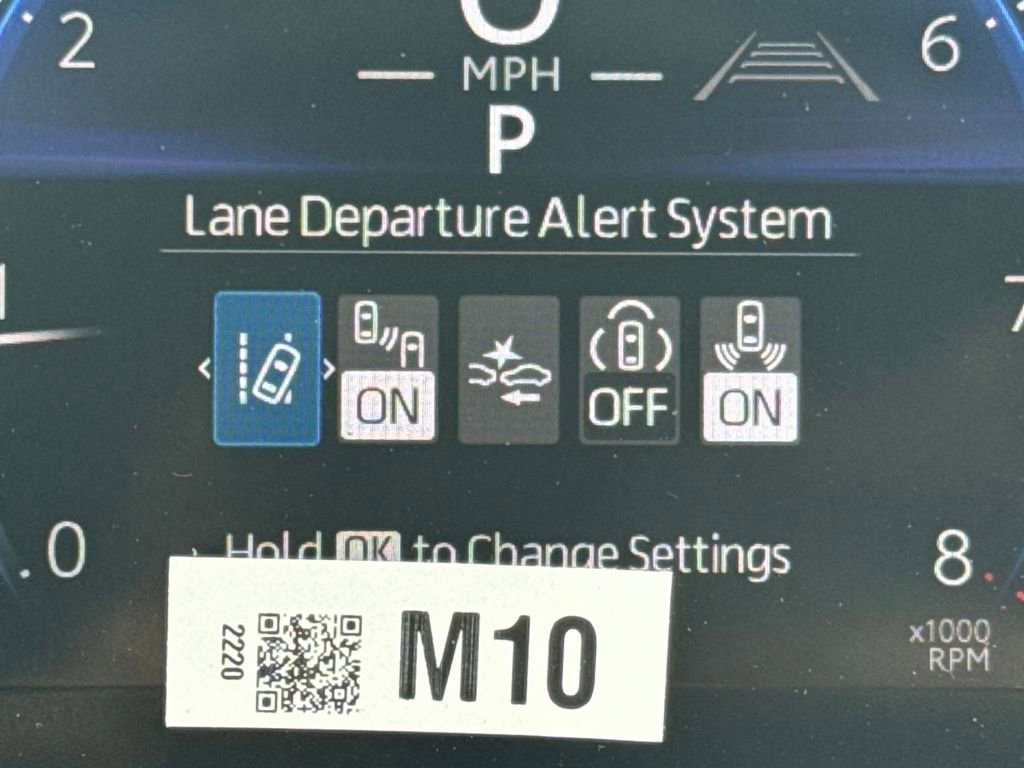 2
6
MPH
P
Lane Departure Alert System
ON
OFF
ON
Hold OK to Change Settings
0
8
x1000
RPM
2220
M10